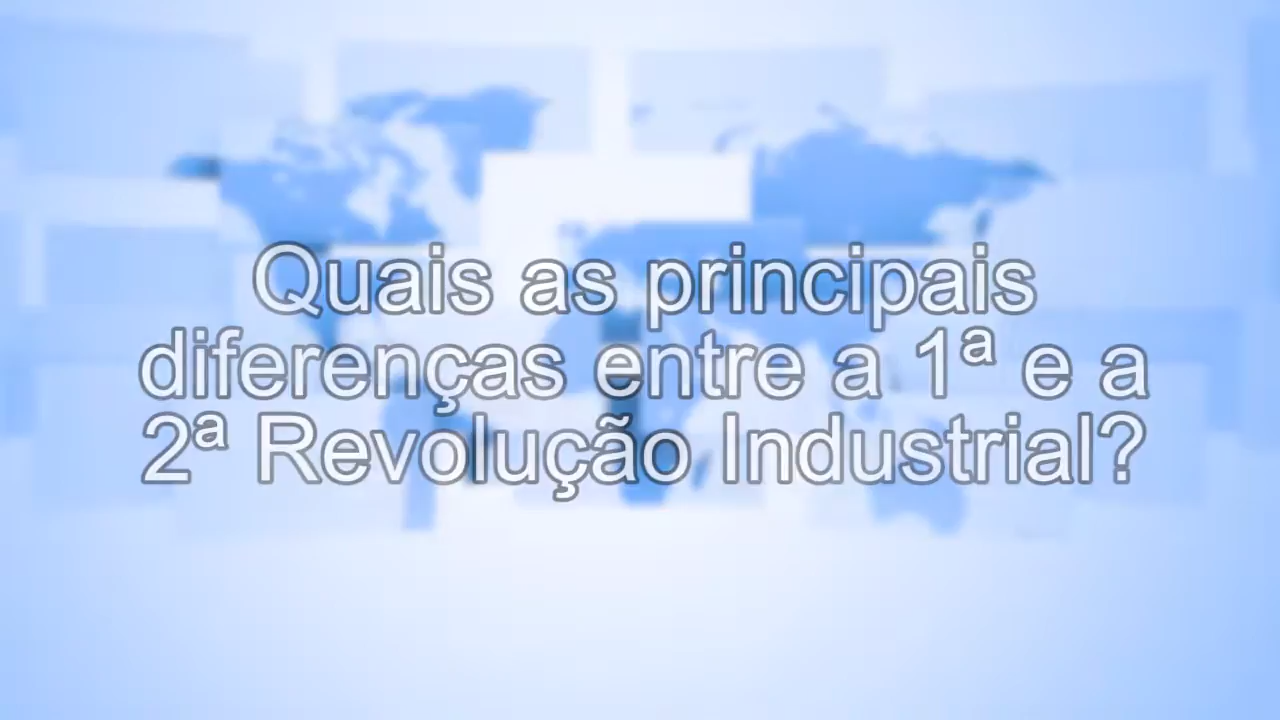 Quais as principais
diferenças entre a 1ª e a
2ª Revolução Industrial?